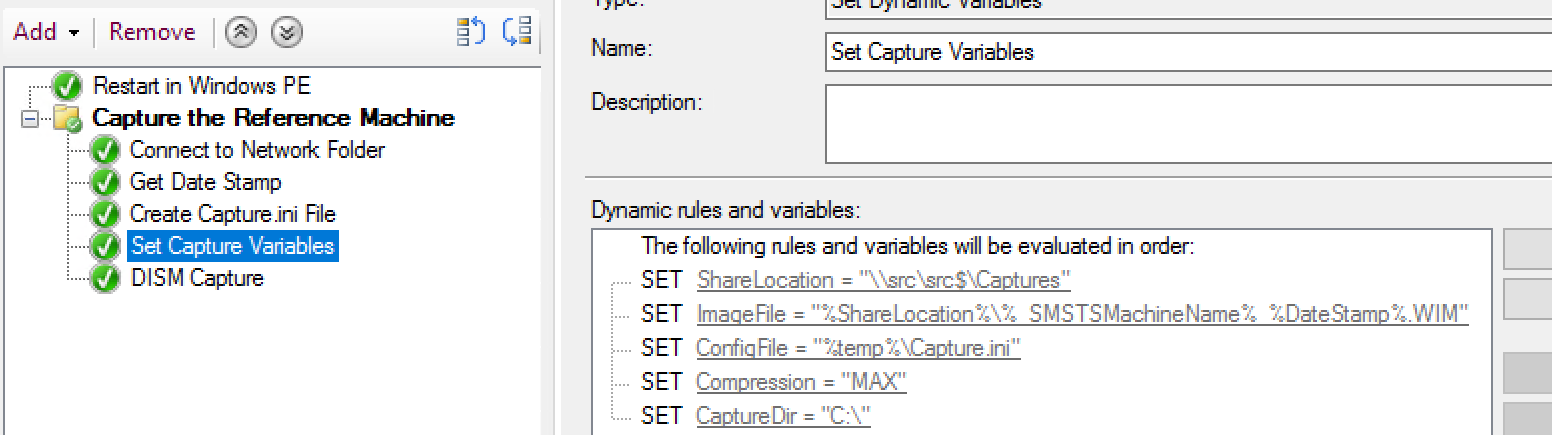 Type:
Set Dynamic Variables
Add
Remove
Name:
Set Capture Variables
Description:
Restart in Windows PE
Capture the Reference Machine
Connect to Network Folder
Get Date Stamp
Create Capture.ini File
Set Capture Variables
DISM Capture
Dynamic rules and variables:
The following rules and variables will be evaluated in order:
SET ShareLocation = "\\src\src$\Captures"
SET ImageFile = "%ShareLocation%\%_SMSTSMachineName%_%DateStamp%.WIM"
SET ConfigFile = "%temp%\Capture.ini"
SET Compression = "MAX"
SET CaptureDir = "C:\"